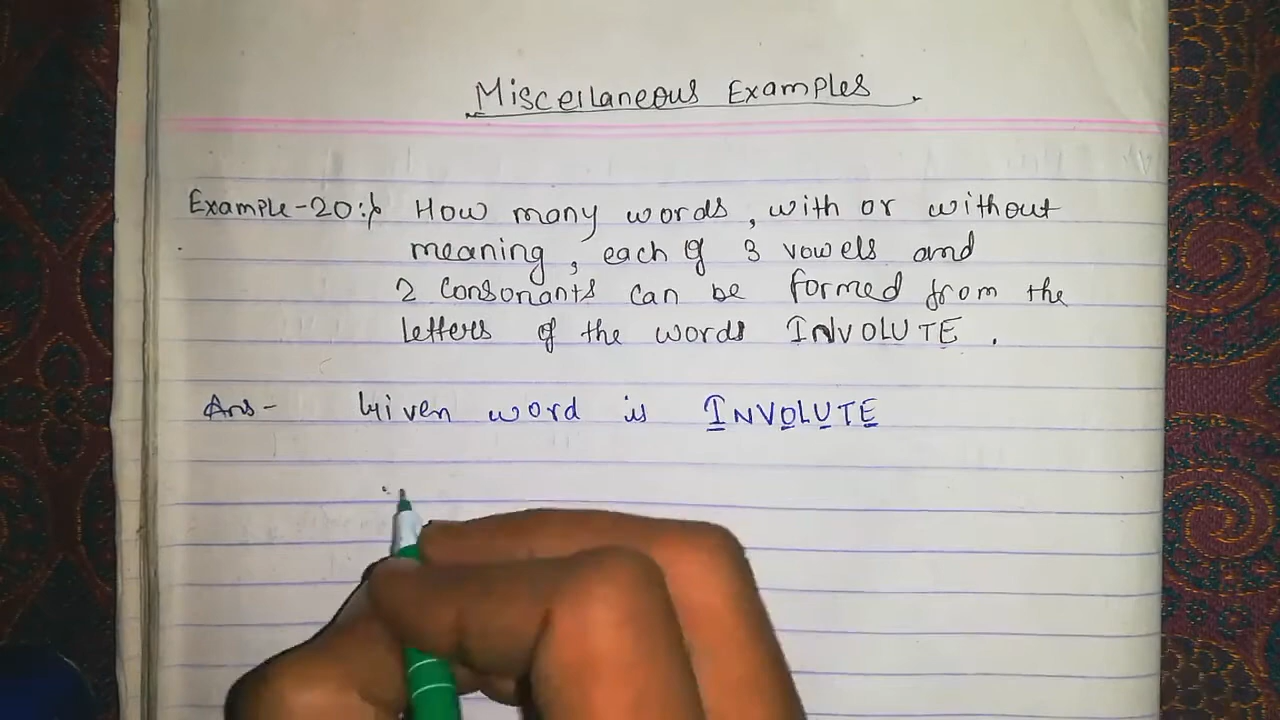 Miscellaneous Examples
Example-20: How many words, with or without
meaning, each of 3 vowels and
2 Consonants can be formed from the
letters of the words INVOLUTE.
Ans- Given word is INVOLUTE